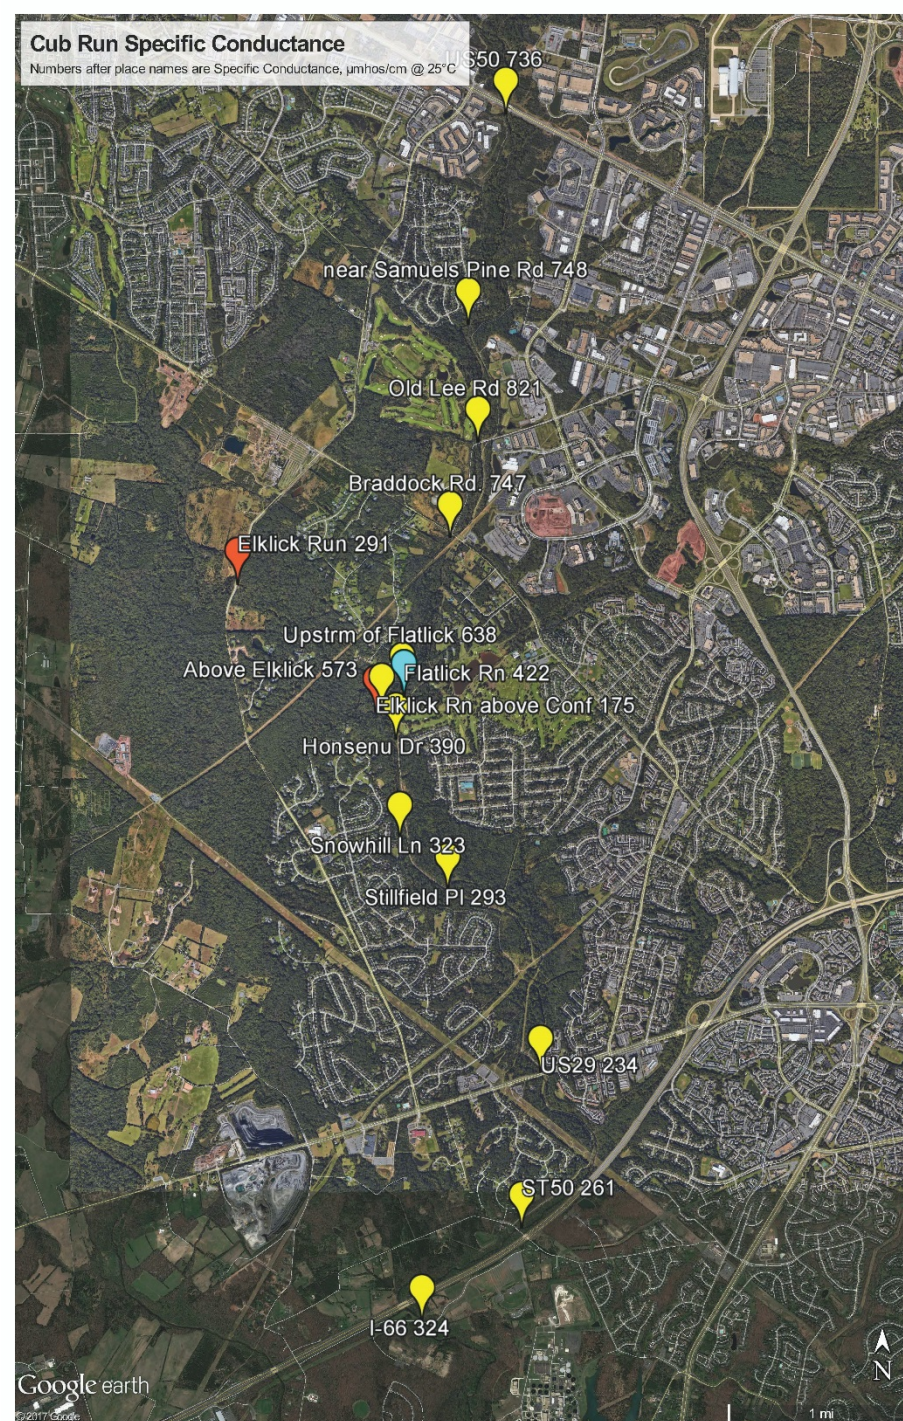 Cub Run Specific Conductance
Numbers after place names are Specific Conductance, µmhos/cm @ 25°C
US50 736
near Samuels Pine Rd 748
Old Lee Rd 821
Braddock Rd. 747
Elklick Run 291
Upstrm of Flatlick 638
Above Elklick 573
Flatlick Rn 422
Elklick Rn above Conf 175
Honsenu Dr 390
Snowhill Ln 323
Stillfield Pl 293
US29 234
ST50 261
I-66 324
N
Google earth
© 2017 Google
1 mi